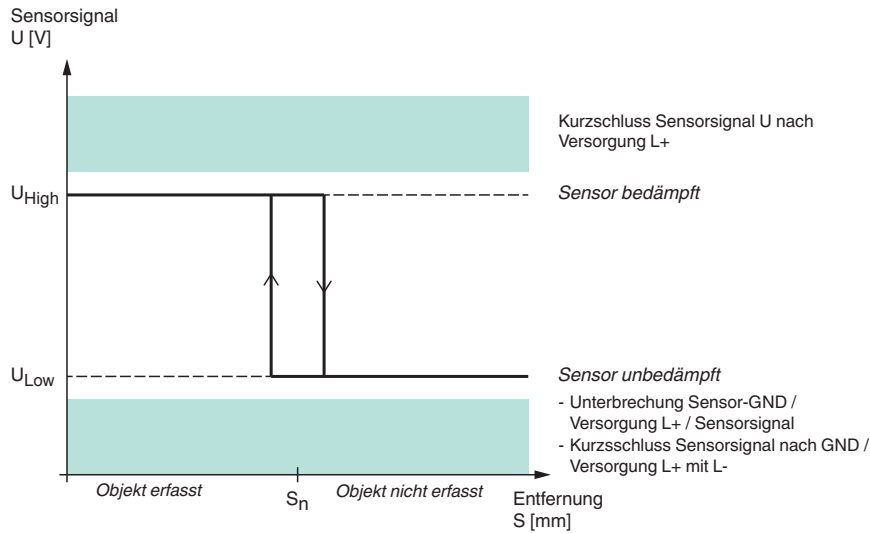 Sensorsignal
U [V]
Kurzschluss Sensorsignal U nach
Versorgung L+
UHigh
Sensor bedämpft
ULow
Sensor unbedämpft
- Unterbrechung Sensor-GND /
Versorgung L+ / Sensorsignal
- Kurzsschluss Sensorsignal nach GND /
Versorgung L+ mit L-
Objekt erfasst
Sn
Objekt nicht erfasst
Entfernung
S [mm]